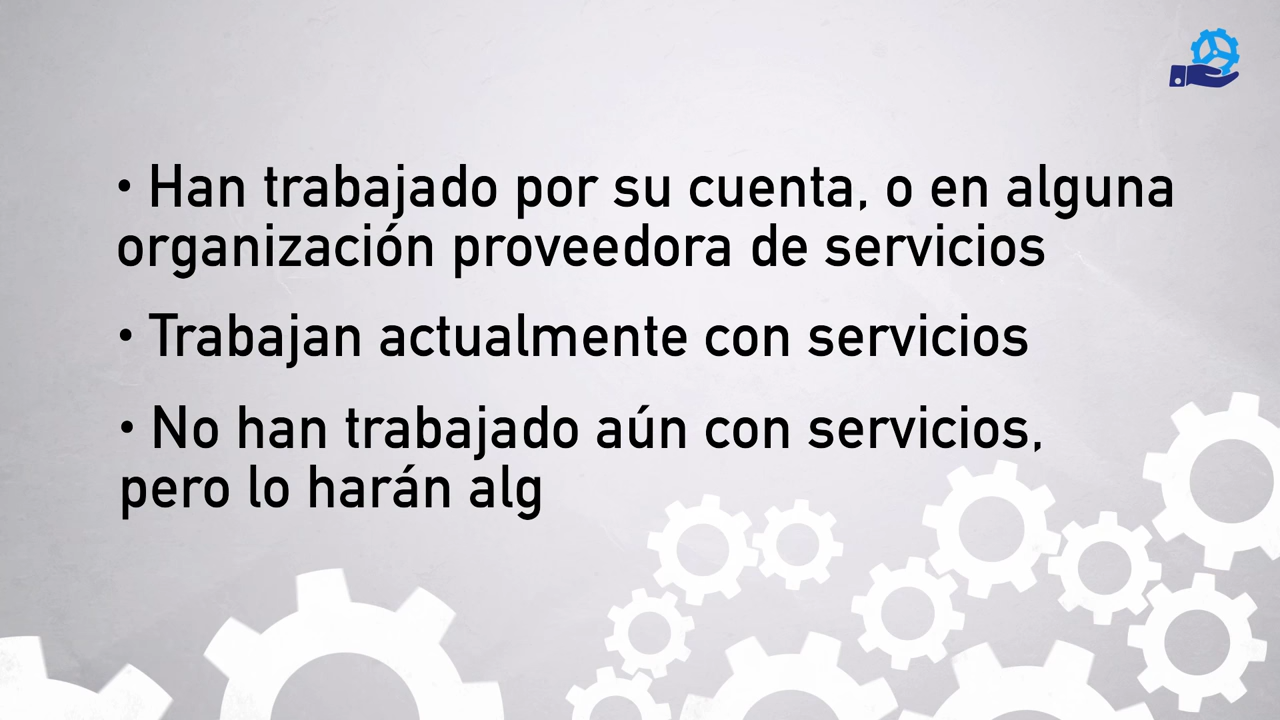 • Han trabajado por su cuenta, o en alguna
organización proveedora de servicios
• Trabajan actualmente con servicios
• No han trabajado aún con servicios,
pero lo harán alg